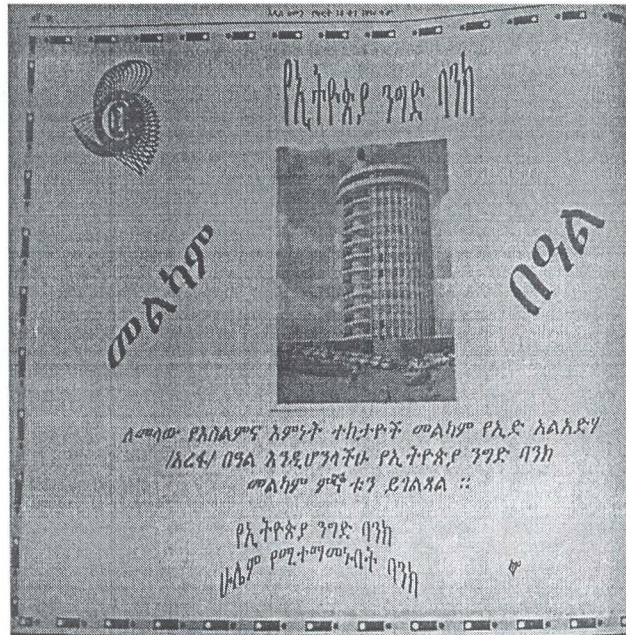 የኢትዮጵያ ንግድ ባንክ
መልካም
በዓል
ለመላው የእስልምና እምነት ተከታዮች መልካም የኢድ አልአድሃ
/አረፋ/ በዓል እንዲሆንላችሁ የኢትዮጵያ ንግድ ባንክ
መልካም ምኞቱን ይገልጻል ።
የኢትዮጵያ ንግድ ባንክ
ሁሌም የሚተማመኑበት ባንክ